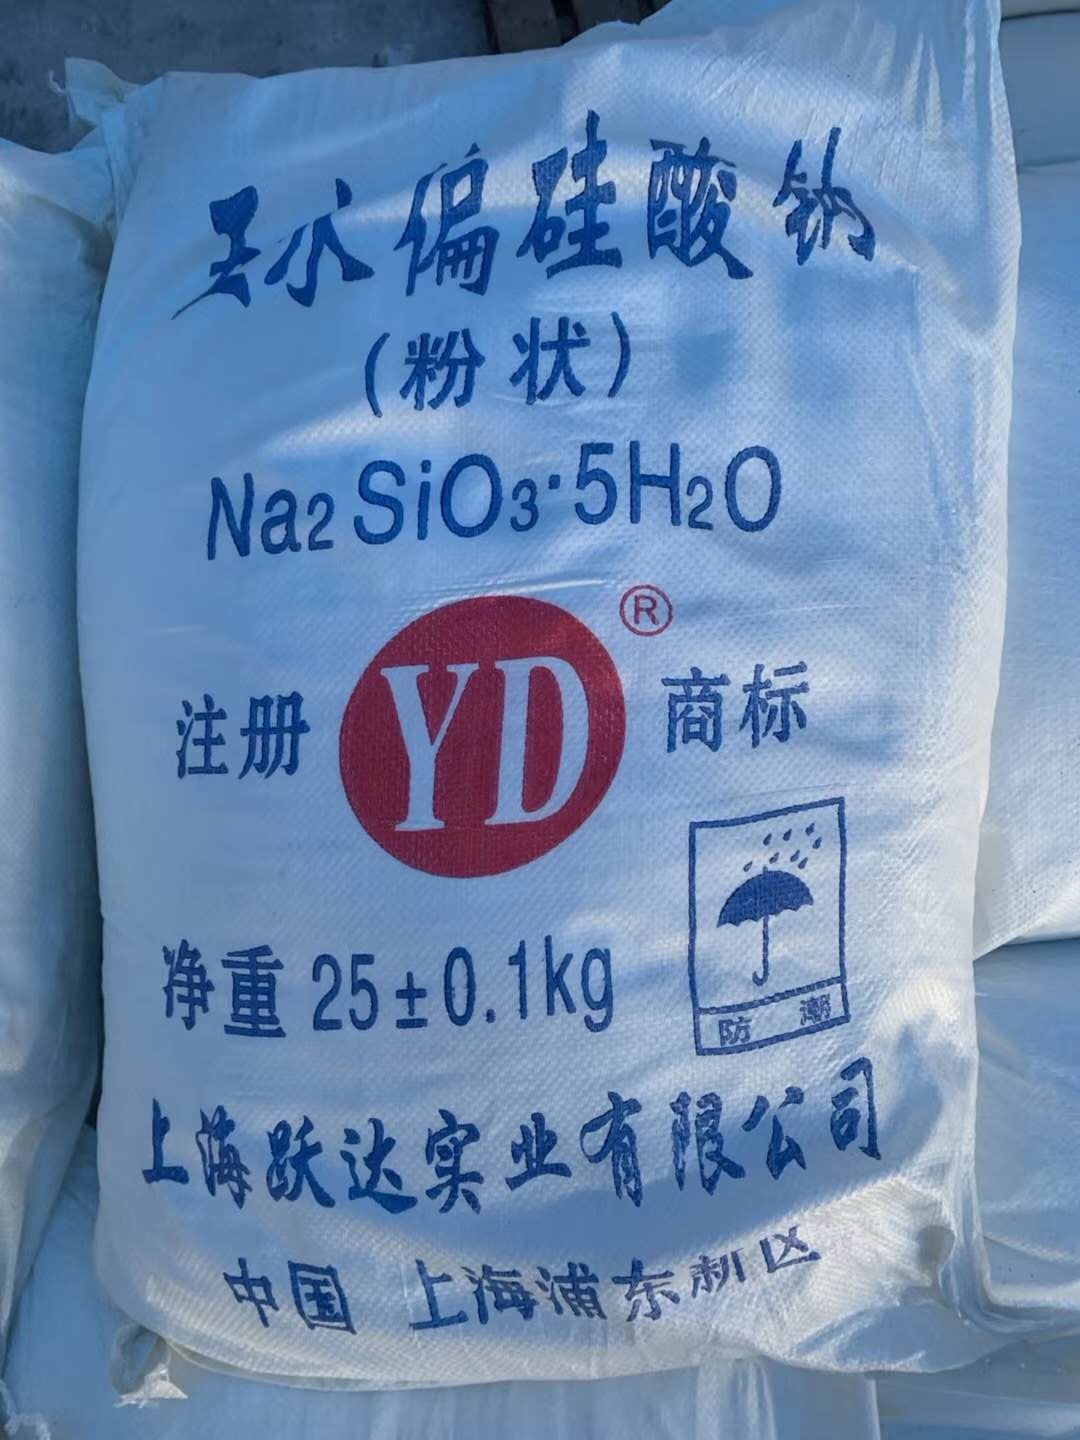 五水偏硅酸钠
(粉状)
Na2SiO3·5H2O
注册 YD ® 商标
净重 25±0.1kg
防潮
上海跃达实业有限公司
中国 上海浦东新区